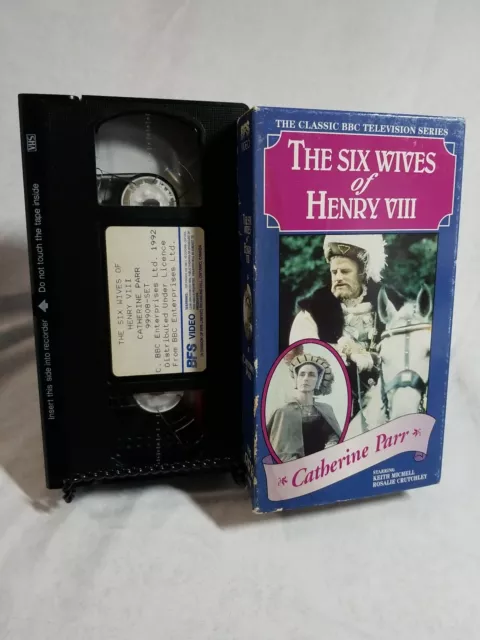 VHS
Do not touch the tape inside
Insert this side into recorder
THE SIX WIVES OF
HENRY VIII
CATHERINE PARR
99908-SET
C. BBC Enterprises Ltd. 1992
Distributed Under Licence
From BBC Enterprises Ltd.
BFS VIDEO
THE CLASSIC BBC TELEVISION SERIES
THE SIX WIVES
of
HENRY VIII
Catherine Parr
STARRING:
KEITH MICHELL
ROSALIE CRUTCHLEY